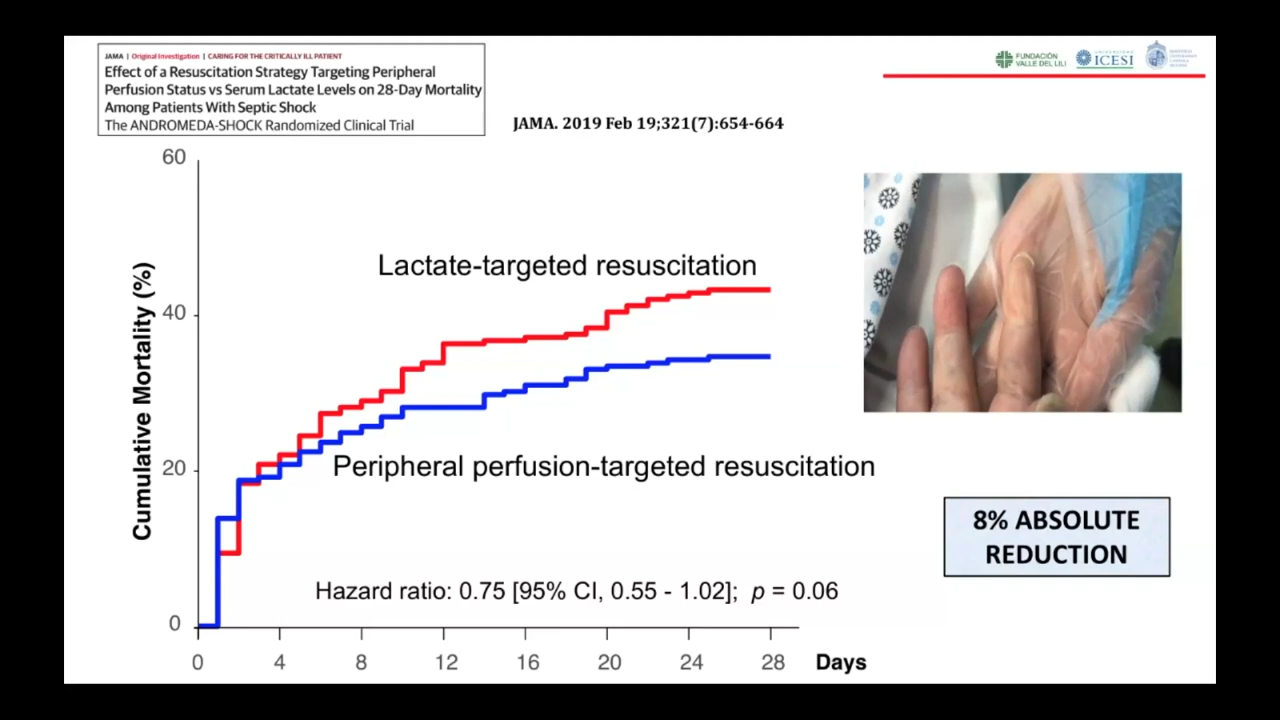 JAMA | Original Investigation | CARING FOR THE CRITICALLY ILL PATIENT
Effect of a Resuscitation Strategy Targeting Peripheral
Perfusion Status vs Serum Lactate Levels on 28-Day Mortality
Among Patients With Septic Shock
The ANDROMEDA-SHOCK Randomized Clinical Trial
JAMA. 2019 Feb 19;321(7):654-664
FUNDACIÓN
VALLE DEL LILI
UNIVERSIDAD
ICESI
60
40
20
0
Cumulative Mortality (%)
Lactate-targeted resuscitation
Peripheral perfusion-targeted resuscitation
8% ABSOLUTE
REDUCTION
Hazard ratio: 0.75 [95% CI, 0.55 - 1.02]; p = 0.06
0 4 8 12 16 20 24 28 Days